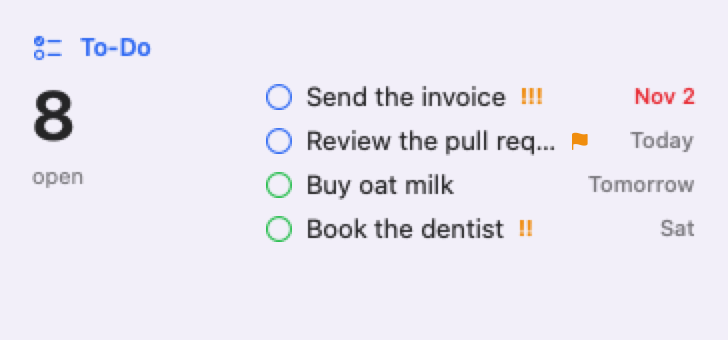 To-Do
8
open
Send the invoice !!! Nov 2
Review the pull req... Today
Buy oat milk Tomorrow
Book the dentist !! Sat